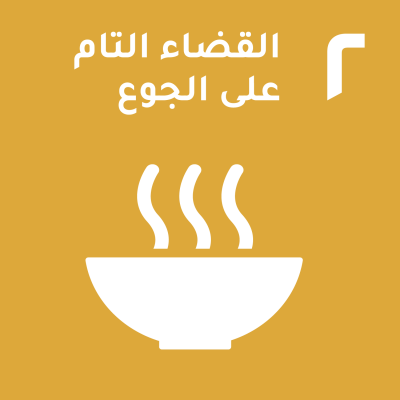 ٢
القضاء التام
على الجوع